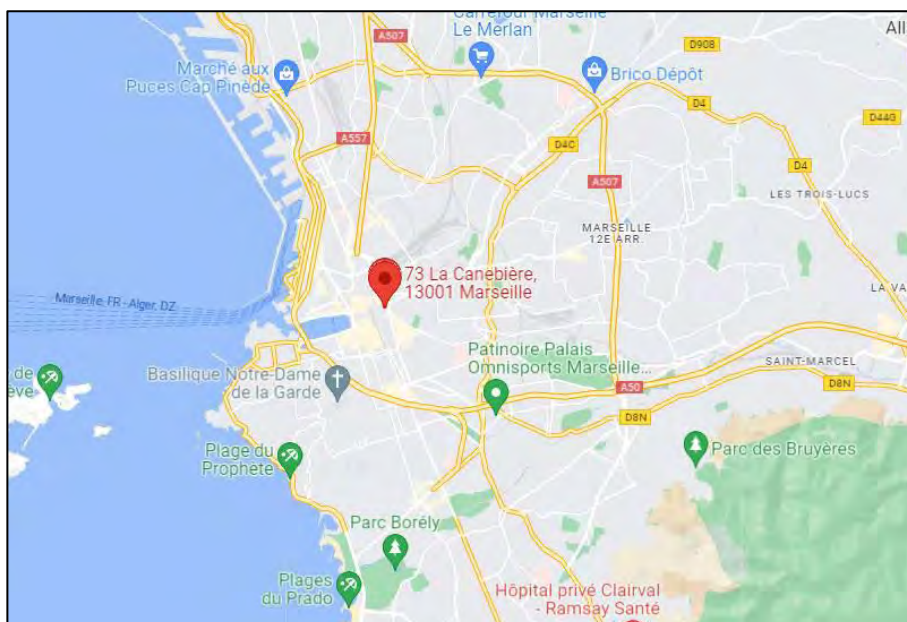 Carrefour Marseille
Le Merlan
A507
D908
All
Marché aux
Puces Cap Pinède
Brico Dépôt
D4
D44G
A557
D4C
D4
A507
LES TROIS-LUCS
MARSEILLE
12E ARR.
73 La Canebière,
13001 Marseille
Marseille, FR - Alger, DZ
LA VA
Patinoire Palais
Omnisports Marseille...
Basilique Notre-Dame
de la Garde
SAINT-MARCEL
A50
D8N
D8N
de
ève
Plage du
Prophète
Parc des Bruyères
Parc Borély
Plages
du Prado
Hôpital privé Clairval
- Ramsay Santé